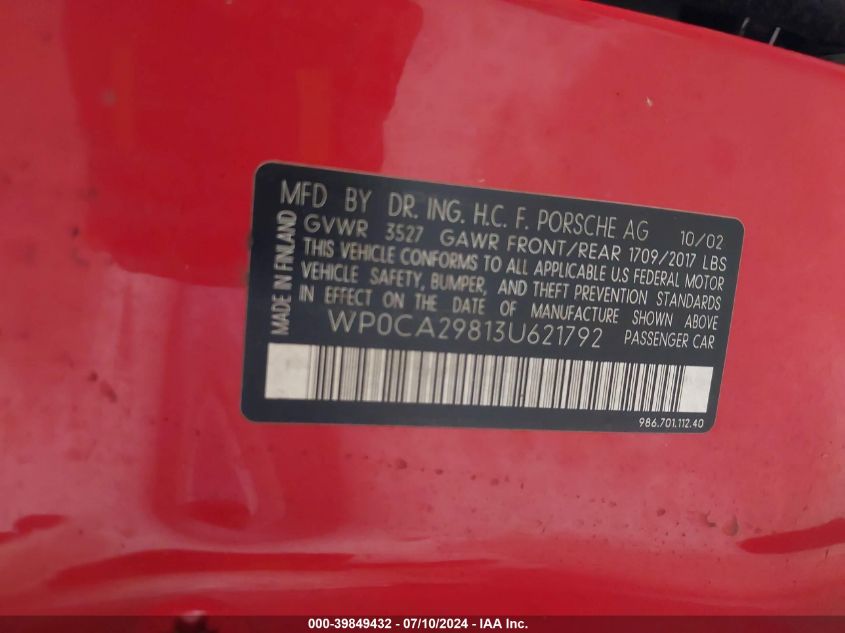 MFD BY DR. ING. H.C. F. PORSCHE AG 10/02
GVWR 3527 GAWR FRONT/REAR 1709/2017 LBS
THIS VEHICLE CONFORMS TO ALL APPLICABLE U.S FEDERAL MOTOR
VEHICLE SAFETY, BUMPER, AND THEFT PREVENTION STANDARDS
IN EFFECT ON THE DATE OF MANUFACTURE SHOWN ABOVE
WP0CA29813U621792 PASSENGER CAR
MADE IN FINLAND
986.701.112.40
000-39849432 - 07/10/2024 - IAA Inc.